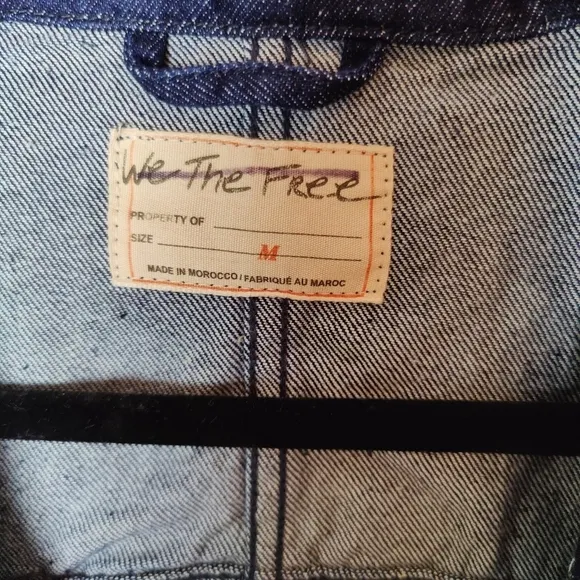 We The Free
PROPERTY OF
SIZE M
MADE IN MOROCCO / FABRIQUÉ AU MAROC